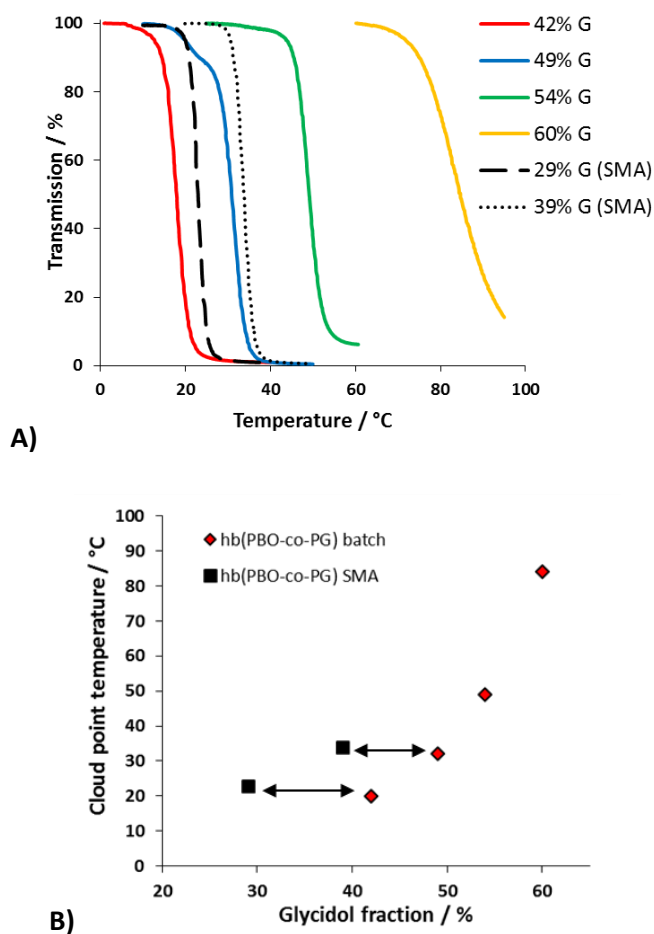 100
80
60
40
20
0
Transmission / %
0 20 40 60 80 100
Temperature / °C
42% G
49% G
54% G
60% G
29% G (SMA)
39% G (SMA)
A)
100
90
80
70
60
50
40
30
20
10
0
Cloud point temperature / °C
hb(PBO-co-PG) batch
hb(PBO-co-PG) SMA
20 30 40 50 60
Glycidol fraction / %
B)